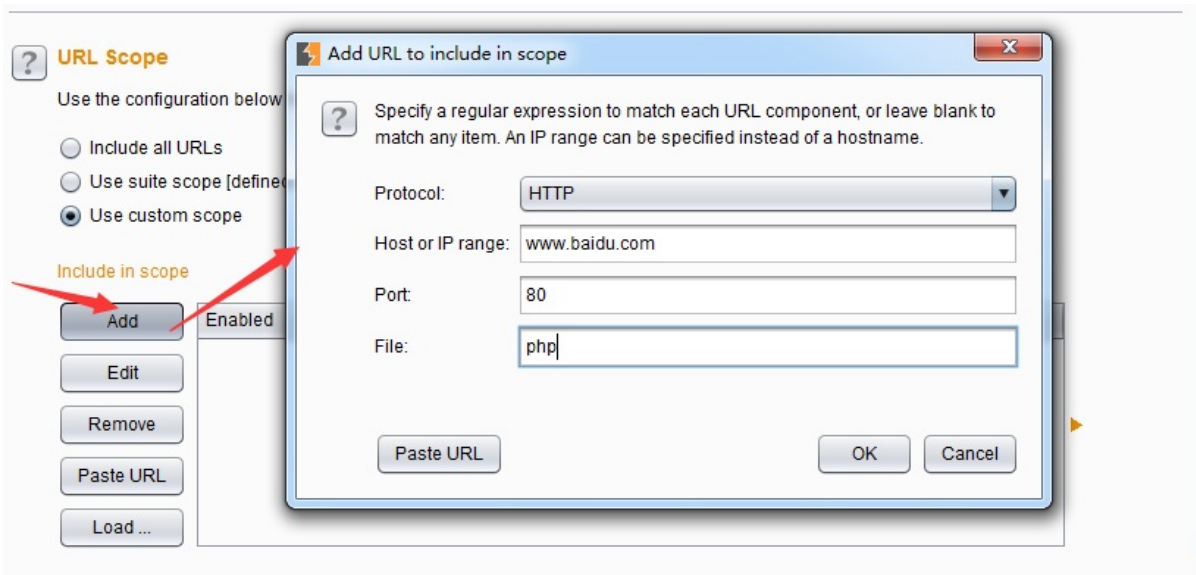 URL Scope
Use the configuration below
Include all URLs
Use suite scope [defined
Use custom scope
Include in scope
Add
Edit
Remove
Paste URL
Load ...
Enabled
Add URL to include in scope
Specify a regular expression to match each URL component, or leave blank to
match any item. An IP range can be specified instead of a hostname.
Protocol: HTTP
Host or IP range: www.baidu.com
Port: 80
File: php
Paste URL OK Cancel